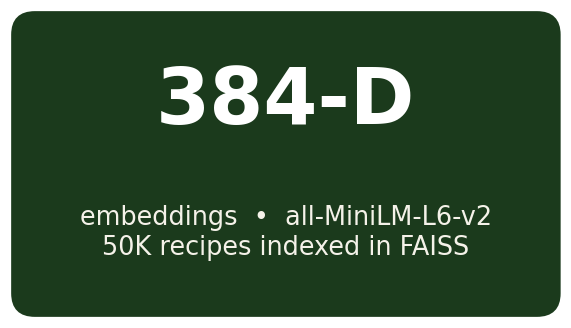 384-D
embeddings • all-MiniLM-L6-v2
50K recipes indexed in FAISS